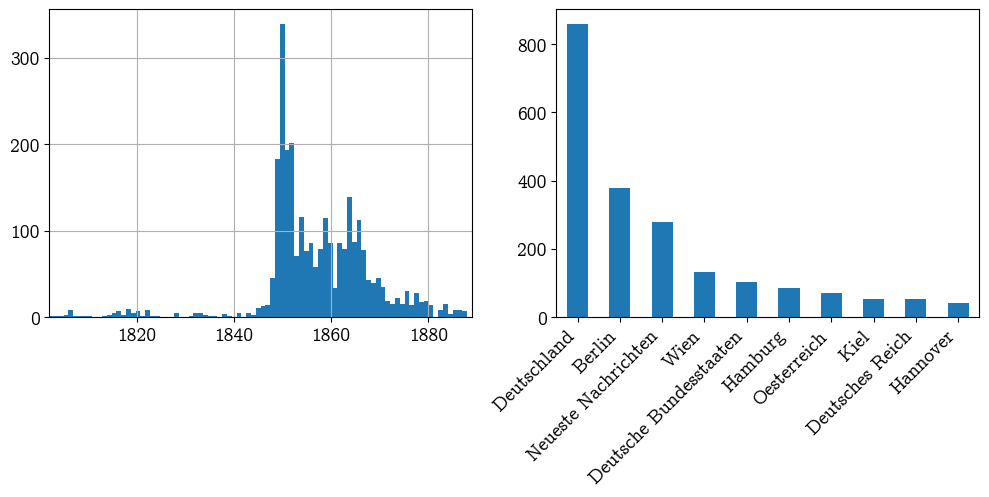 300
200
100
0
1820
1840
1860
1880
800
600
400
200
0
Deutschland
Berlin
Neueste Nachrichten
Wien
Deutsche Bundesstaaten
Hamburg
Oesterreich
Kiel
Deutsches Reich
Hannover